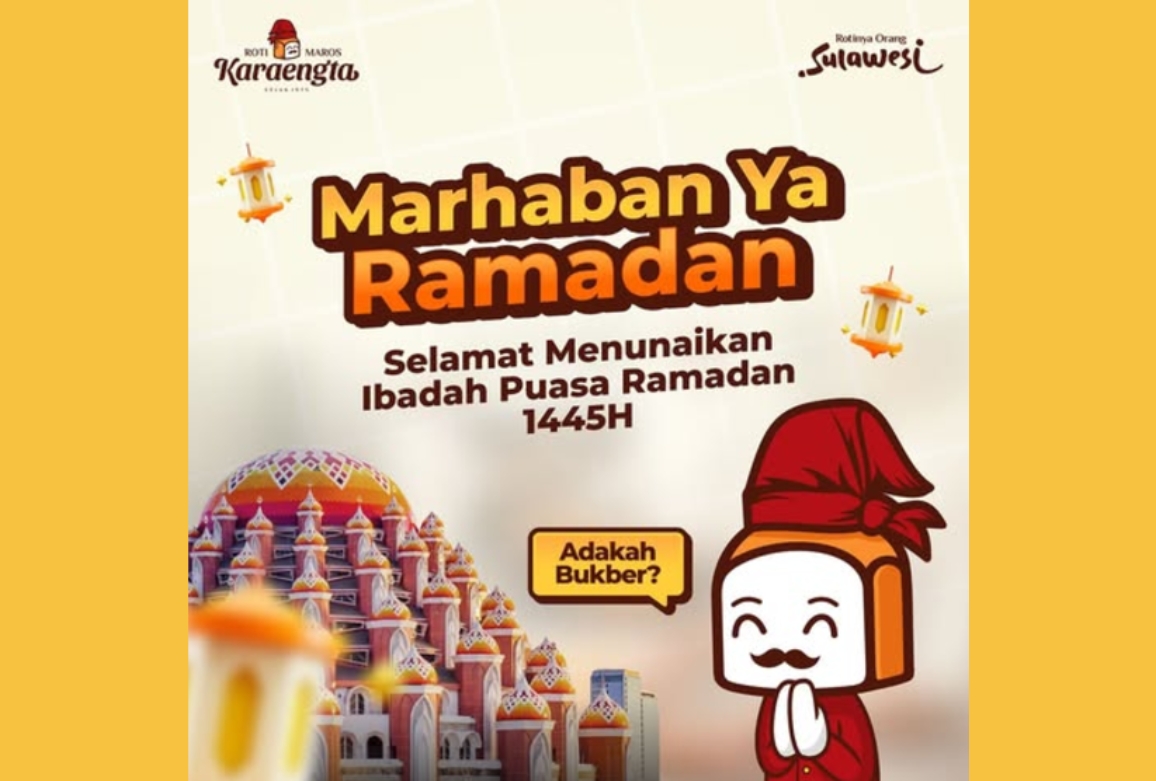 ROTI MAROS
Karaengta
Rotinya Orang
Sulawesi
Marhaban Ya
Ramadan
Selamat Menunaikan
Ibadah Puasa Ramadan
1445H
Adakah
Bukber?